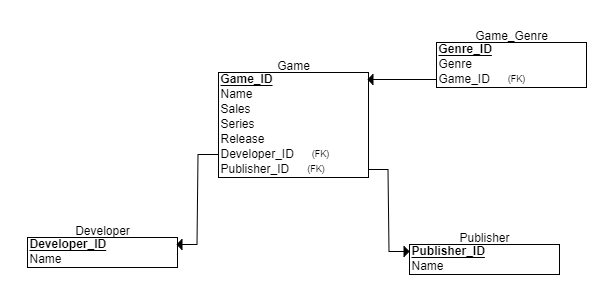 Game_Genre
Genre_ID
Genre
Game_ID (FK)
Game
Game_ID
Name
Sales
Series
Release
Developer_ID (FK)
Publisher_ID (FK)
Developer
Developer_ID
Name
Publisher
Publisher_ID
Name